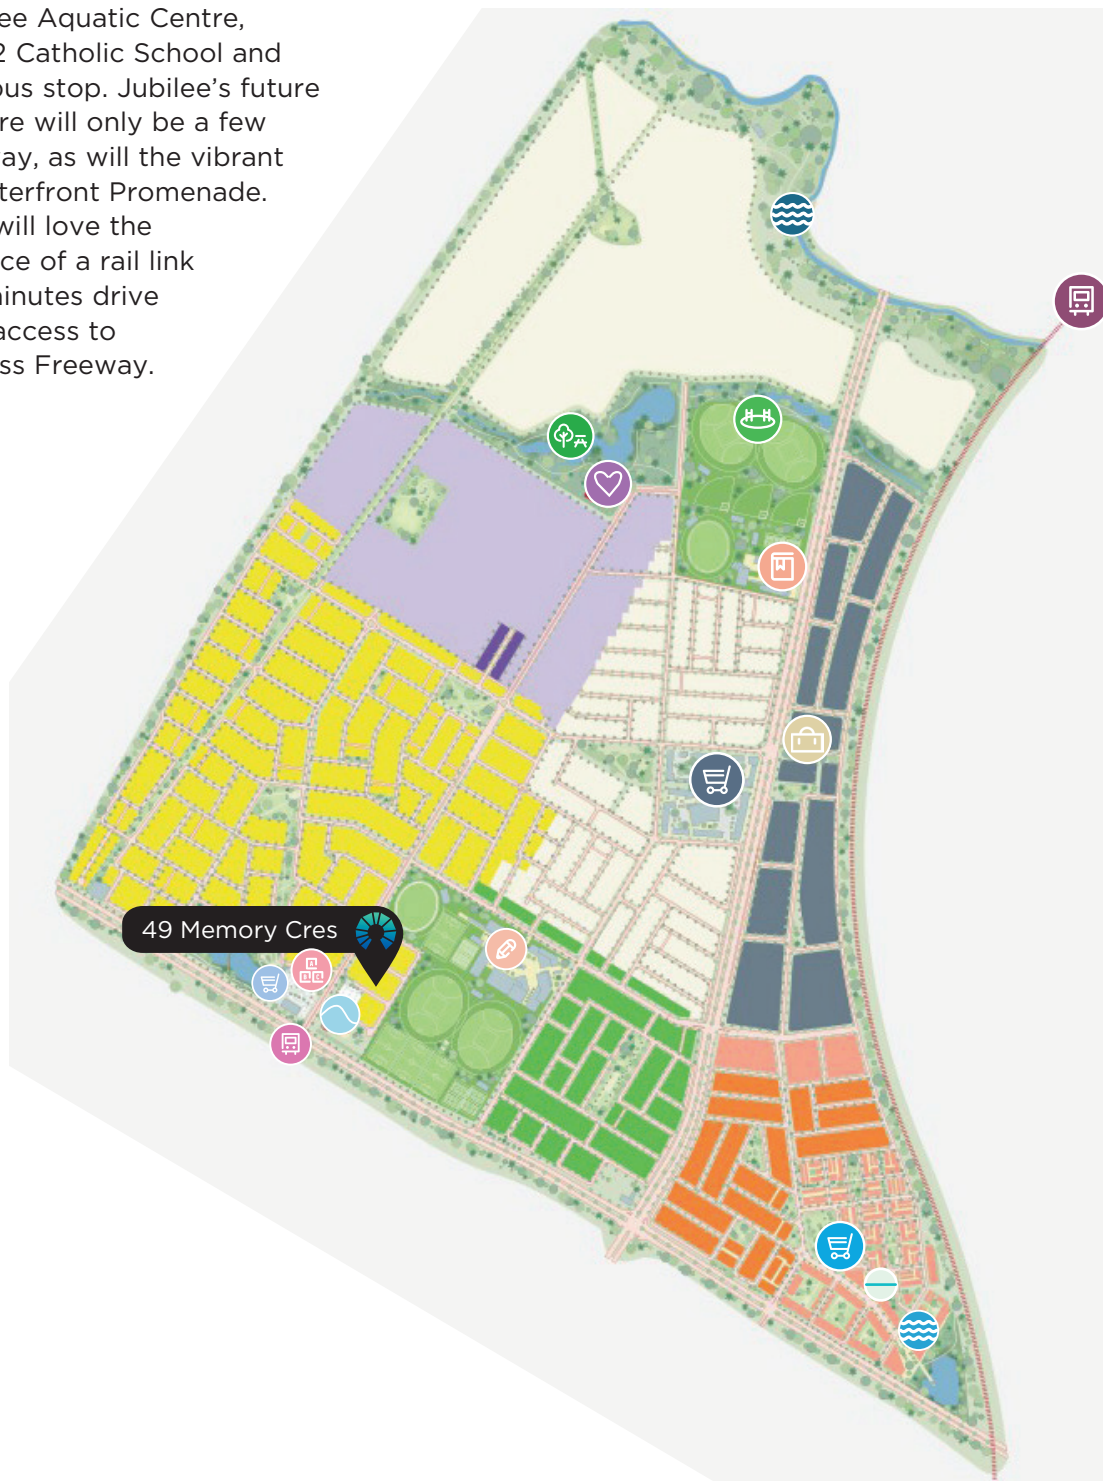 ee Aquatic Centre,
2 Catholic School and
ous stop. Jubilee's future
re will only be a few
ay, as will the vibrant
terfront Promenade.
will love the
ce of a rail link
ninutes drive
access to
ss Freeway.
49 Memory Cres